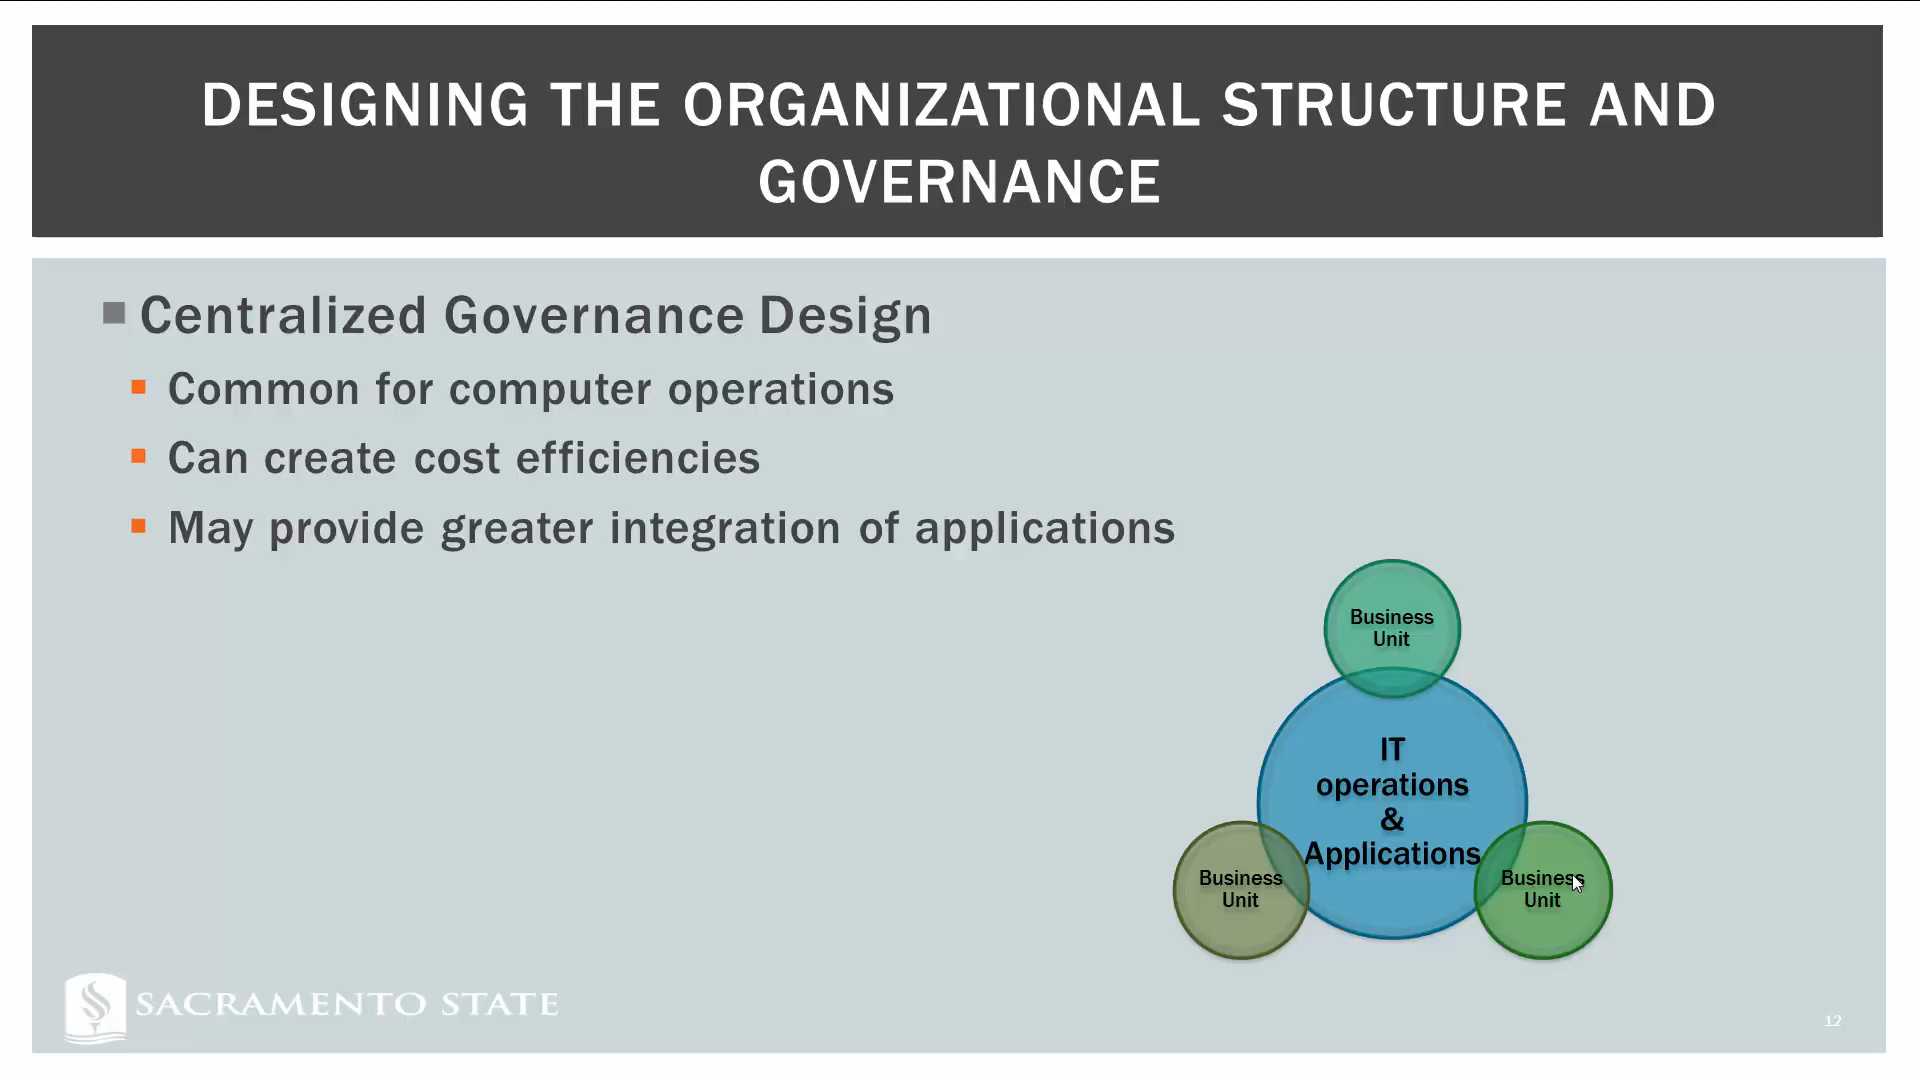 DESIGNING THE ORGANIZATIONAL STRUCTURE AND
GOVERNANCE
Centralized Governance Design
Common for computer operations
Can create cost efficiencies
May provide greater integration of applications
Business
Unit
IT
operations
&
Applications
Business
Unit
Business
Unit
SACRAMENTO STATE
12